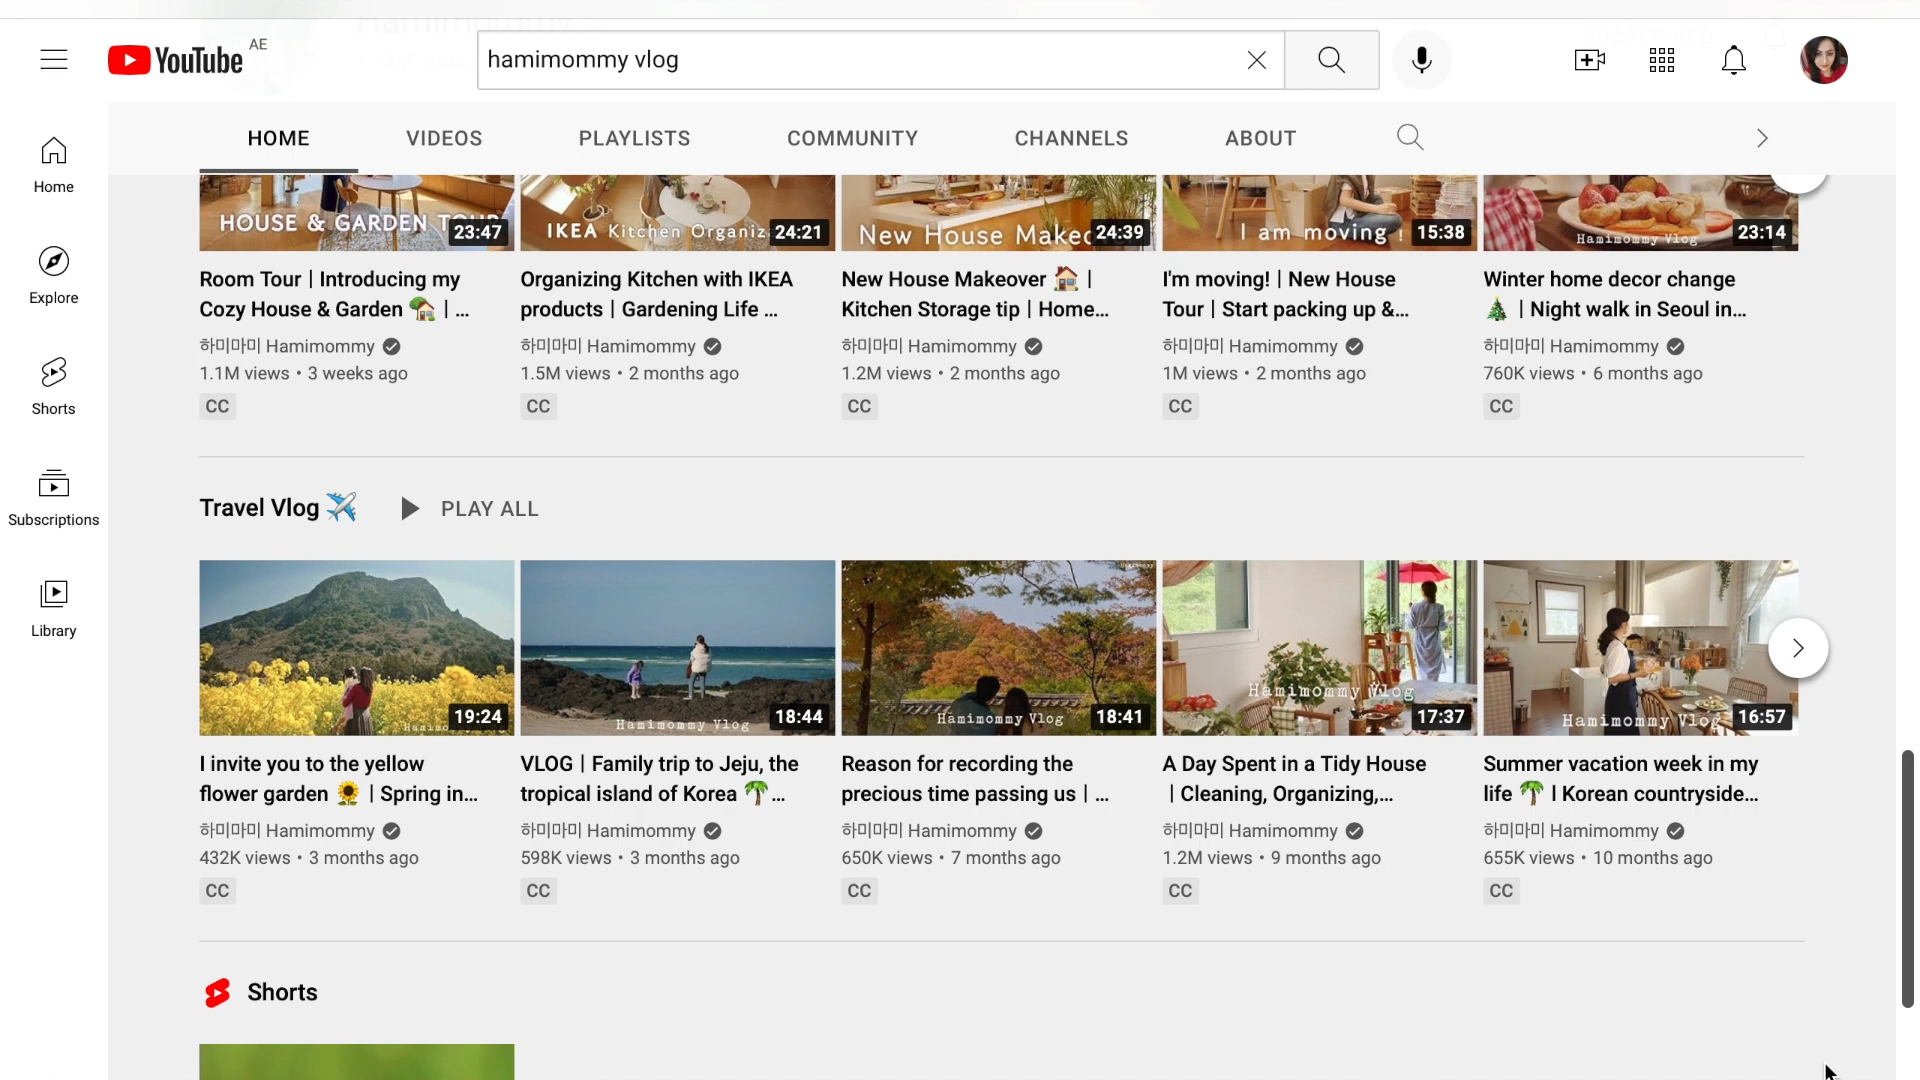 YouTube AE
hamimommy vlog
HOME VIDEOS PLAYLISTS COMMUNITY CHANNELS ABOUT
Home
Explore
Shorts
Subscriptions
Library
HOUSE & GARDEN TOUR
23:47
IKEA Kitchen Organiz
24:21
New House Makeo
24:39
I am moving !
15:38
Hamimommy Vlog
23:14
Room Tour | Introducing my
Cozy House & Garden 🏡 | ...
하미마미 Hamimommy
1.1M views • 3 weeks ago
CC
Organizing Kitchen with IKEA
products | Gardening Life ...
하미마미 Hamimommy
1.5M views • 2 months ago
CC
New House Makeover 🏠 |
Kitchen Storage tip | Home...
하미마미 Hamimommy
1.2M views • 2 months ago
CC
I'm moving! | New House
Tour | Start packing up &...
하미마미 Hamimommy
1M views • 2 months ago
CC
Winter home decor change
🎄 | Night walk in Seoul in...
하미마미 Hamimommy
760K views • 6 months ago
CC
Travel Vlog ✈️ PLAY ALL
19:24
Hamimommy Vlog
18:44
Hamimommy Vlog
18:41
Hamimommy Vlog
17:37
Hamimommy Vlog
16:57
I invite you to the yellow
flower garden 🌻 | Spring in...
하미마미 Hamimommy
432K views • 3 months ago
CC
VLOG | Family trip to Jeju, the
tropical island of Korea 🌴...
하미마미 Hamimommy
598K views • 3 months ago
CC
Reason for recording the
precious time passing us | ...
하미마미 Hamimommy
650K views • 7 months ago
CC
A Day Spent in a Tidy House
| Cleaning, Organizing,...
하미마미 Hamimommy
1.2M views • 9 months ago
CC
Summer vacation week in my
life 🌴 l Korean countryside...
하미마미 Hamimommy
655K views • 10 months ago
CC
Shorts